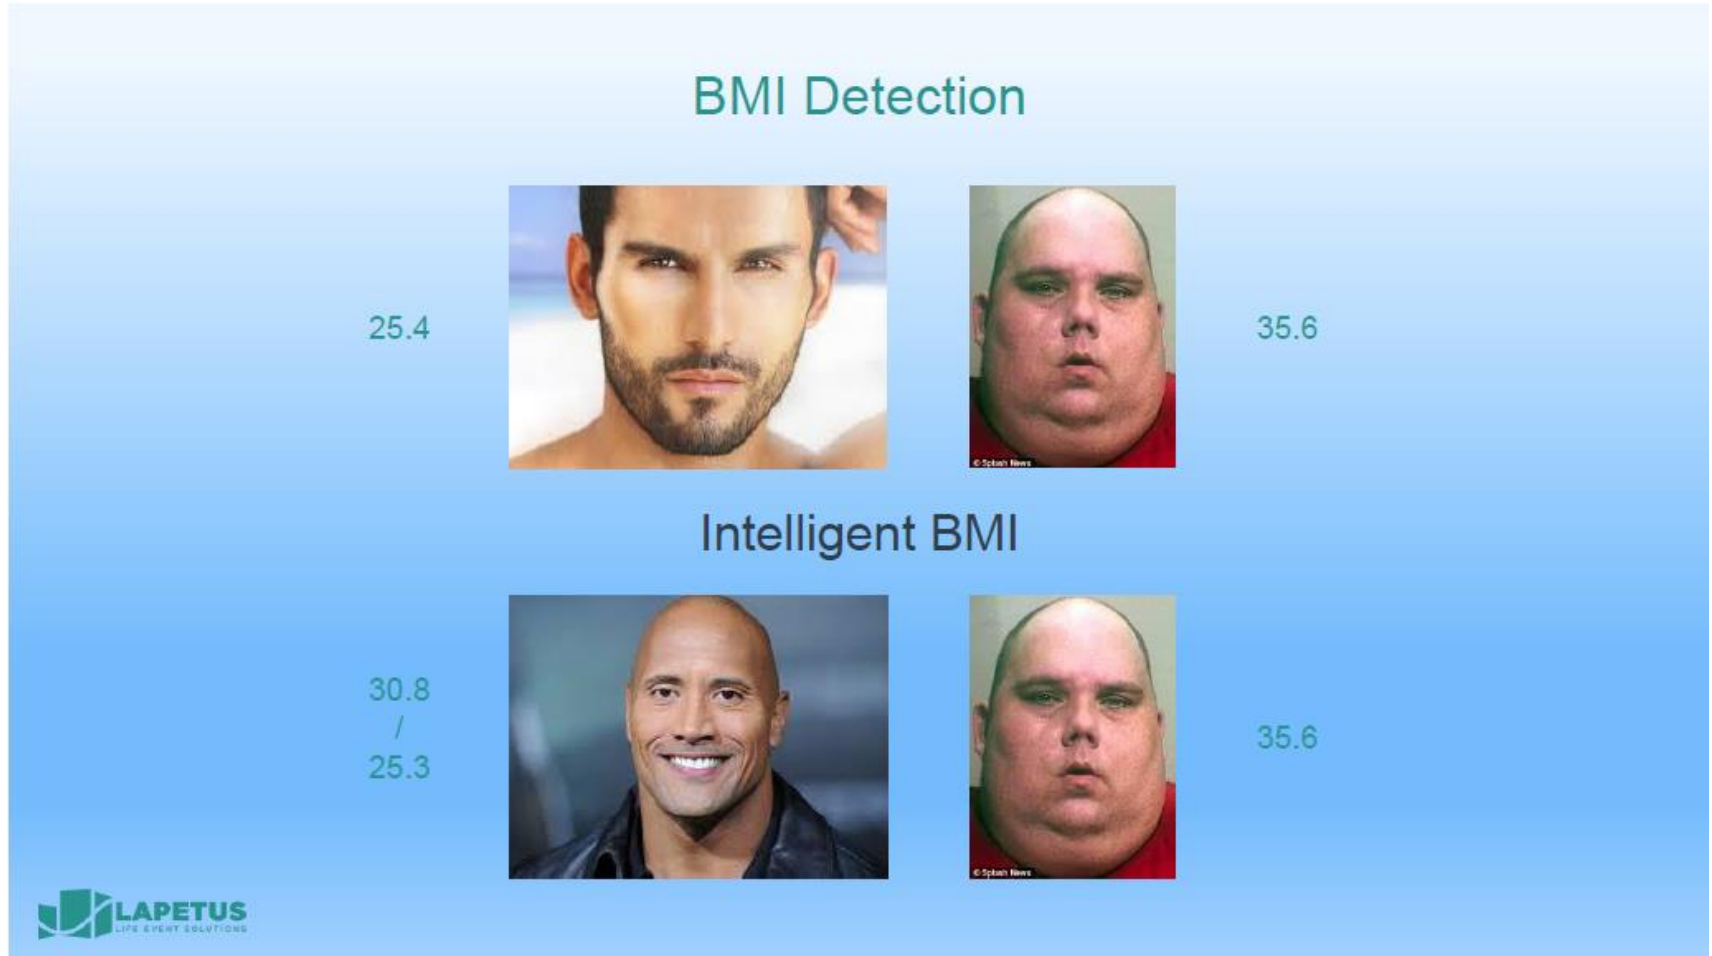 BMI Detection
25.4
© Splash News
35.6
Intelligent BMI
30.8
/
25.3
© Splash News
35.6
LAPETUS
LIFE EVENT SOLUTIONS